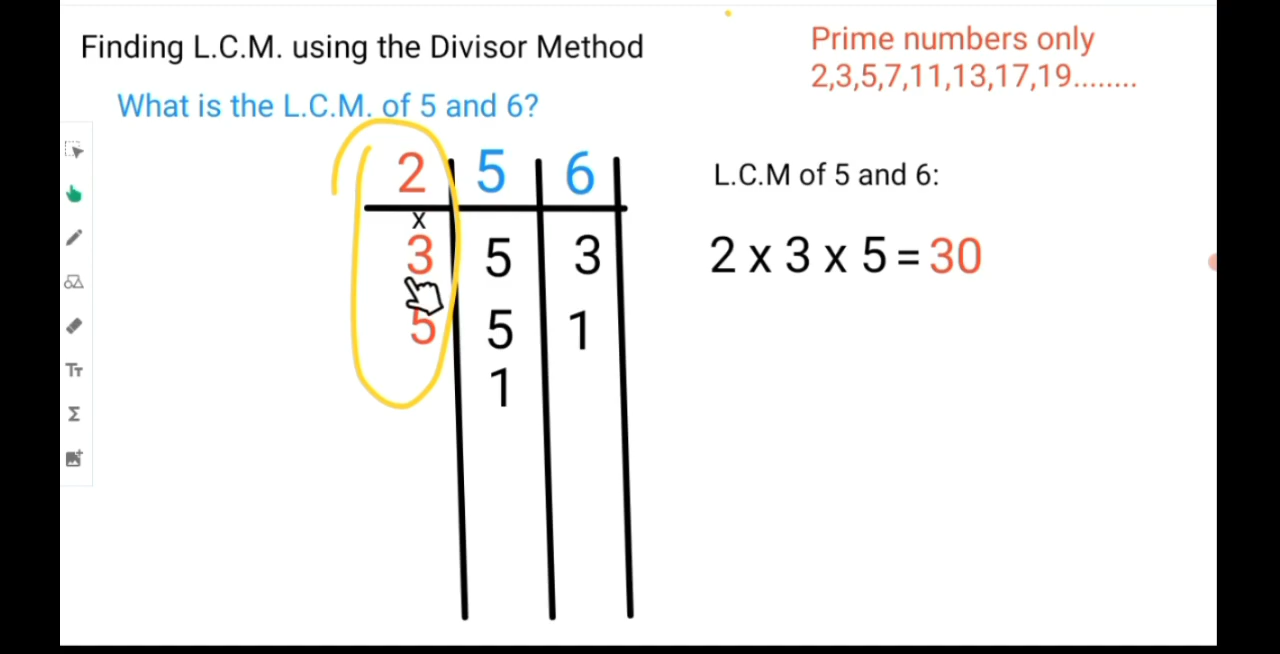 Finding L.C.M. using the Divisor Method
Prime numbers only
2,3,5,7,11,13,17,19........
What is the L.C.M. of 5 and 6?
2 5 6
x
3 5 3
5 5 1
1
L.C.M of 5 and 6:
2 x 3 x 5 = 30
Tт
Σ